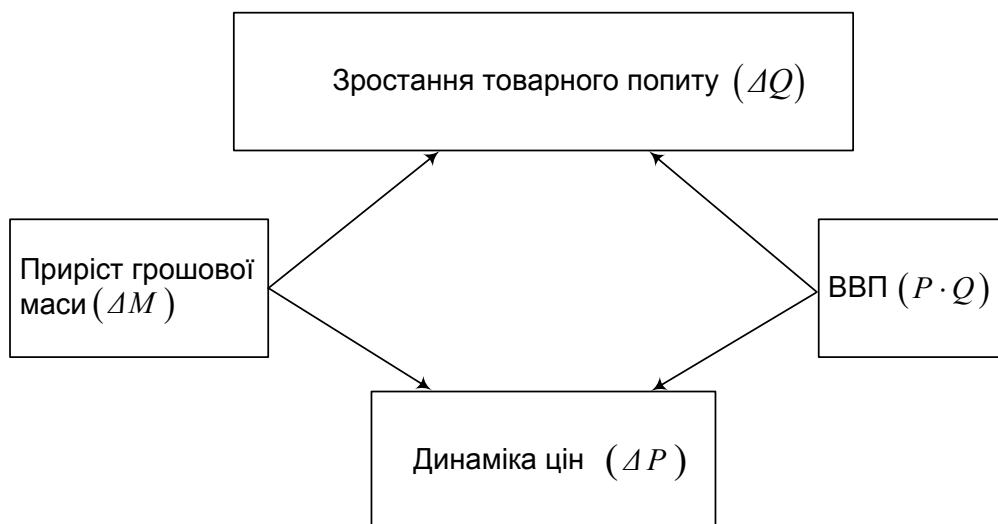 Зростання товарного попиту (ΔQ)
Приріст грошової
маси (ΔM)
ВВП (P · Q)
Динаміка цін (ΔP)